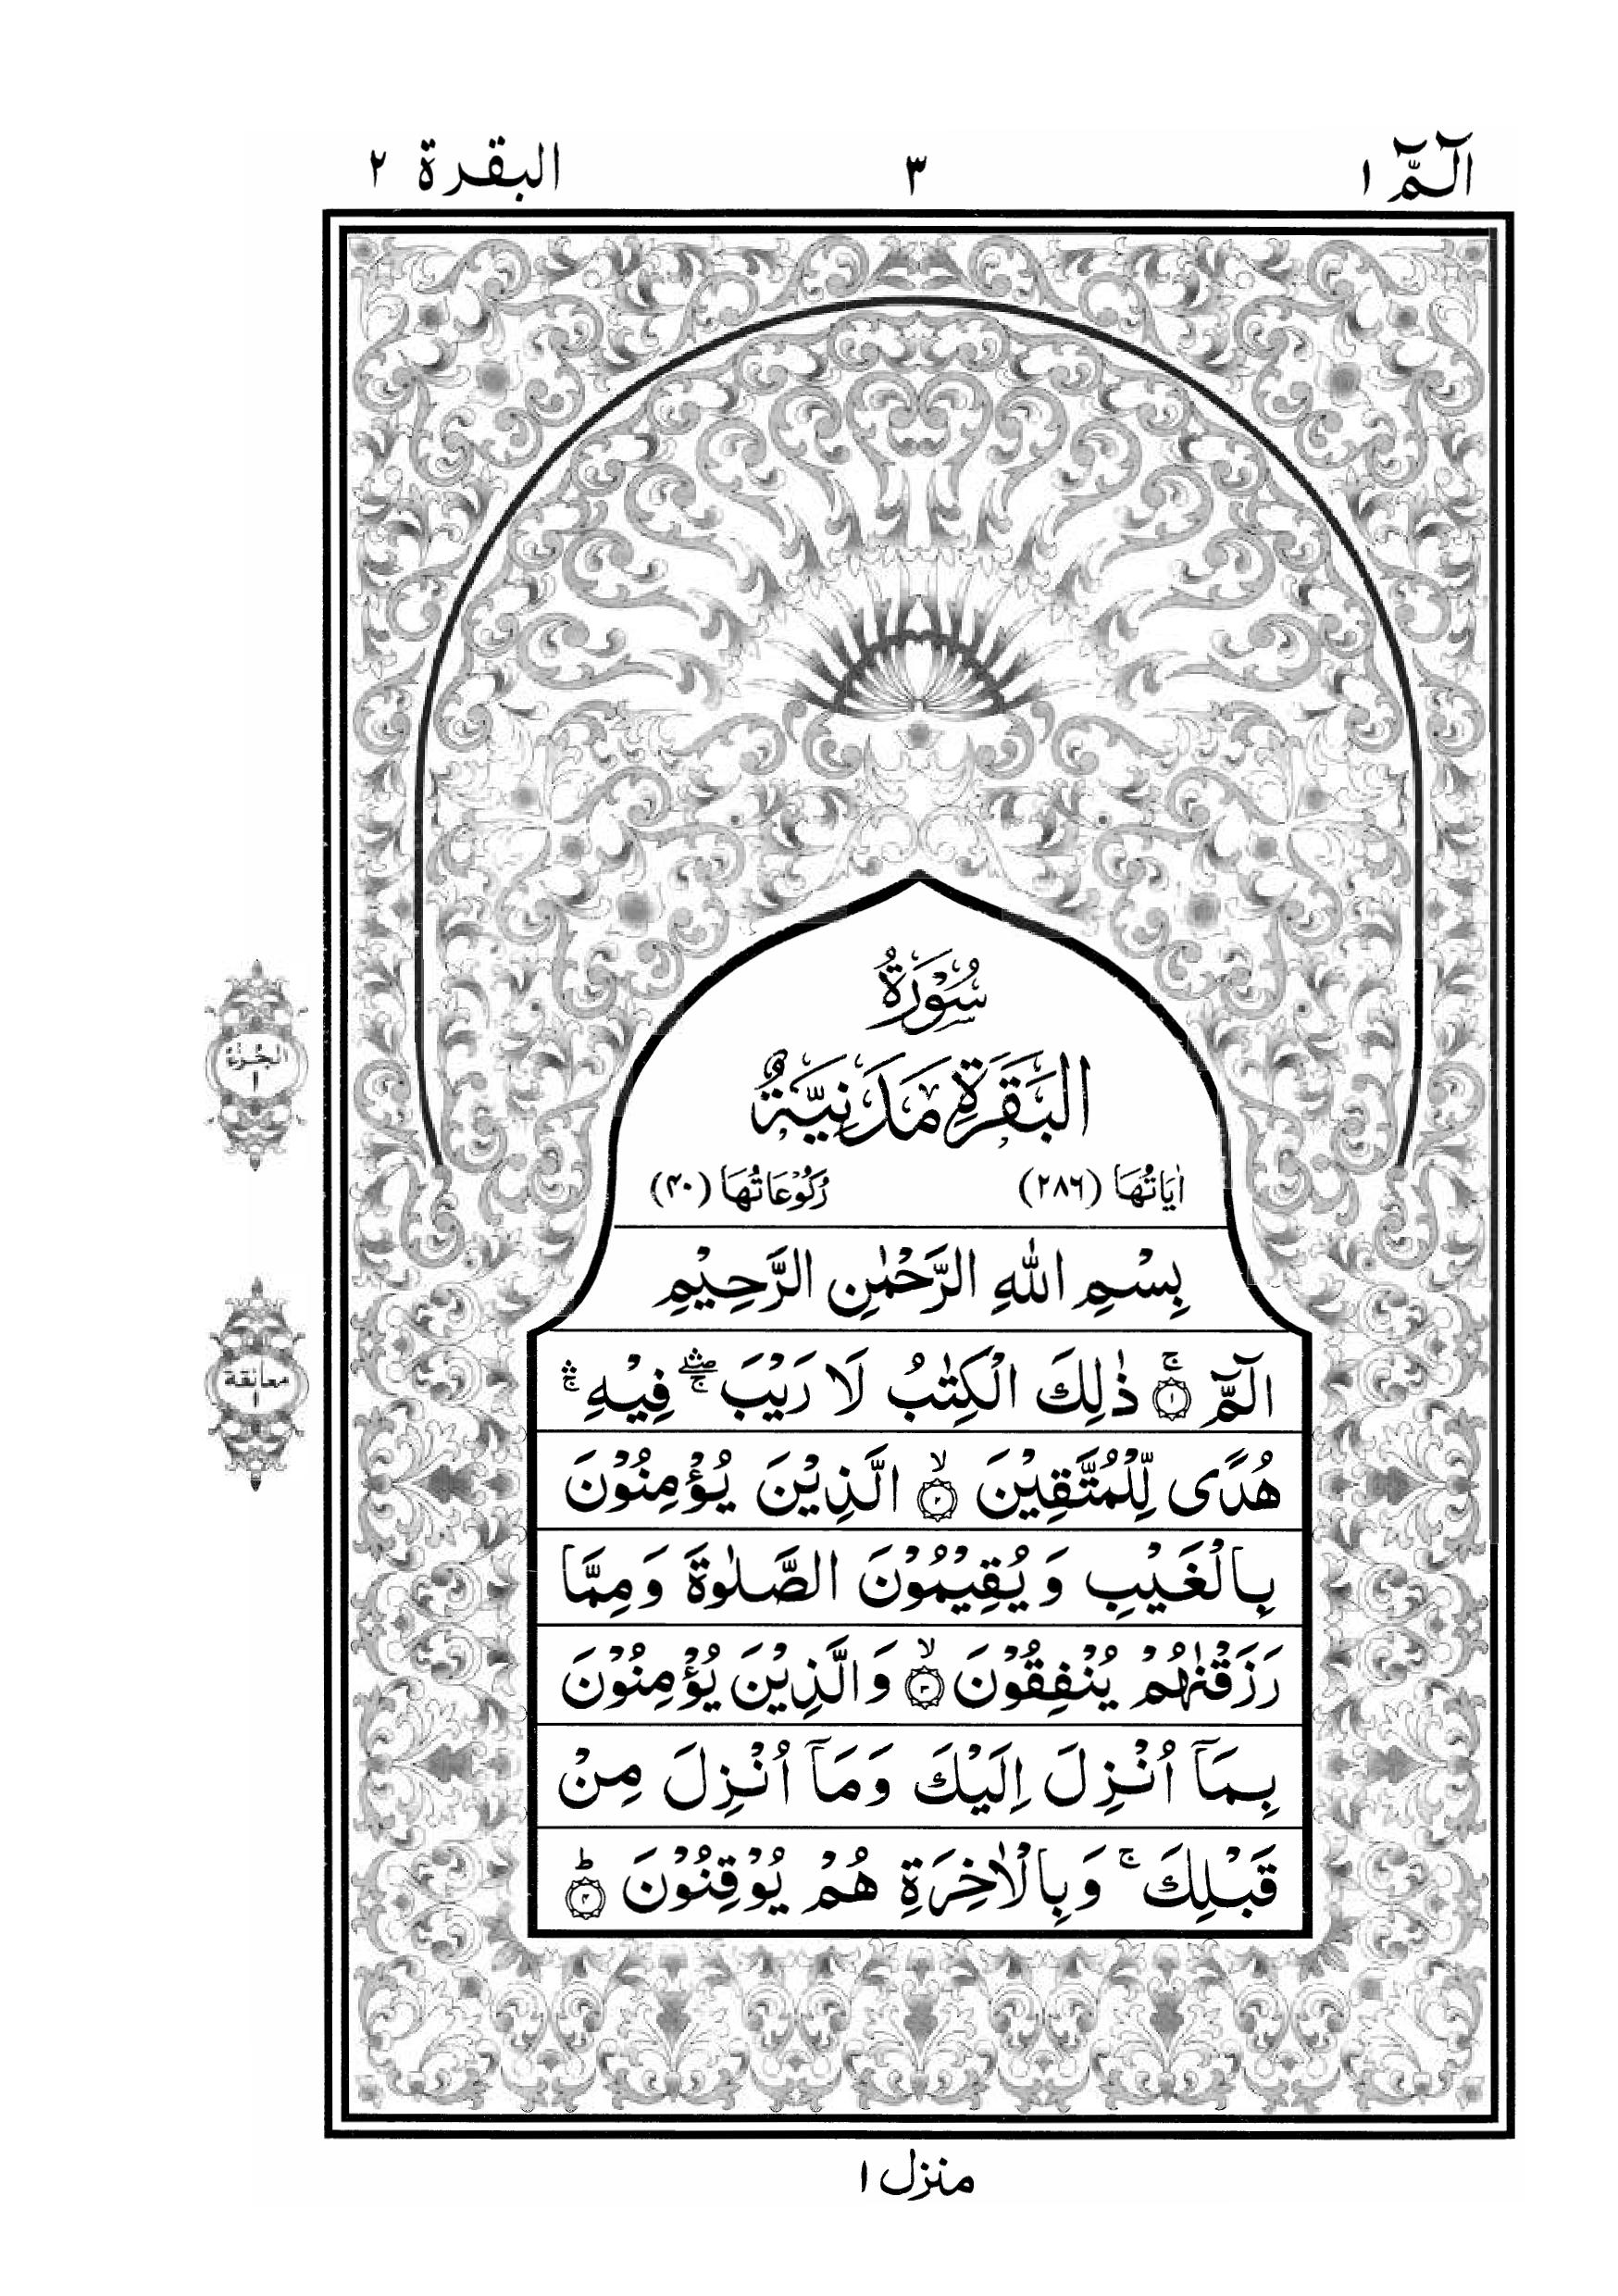 الٓمّٓ ١
٣
البقرة ٢
سُوْرَةُ
الْبَقَرَةِ مَدَنِيَّةٌ
اٰيَاتُهَا (٢٨٦)
رُكُوْعَاتُهَا (٤٠)
بِسْمِ اللّٰهِ الرَّحْمٰنِ الرَّحِيْمِ
الٓمّٓ ۚ﴿١﴾ ذٰلِكَ الْكِتٰبُ لَا رَيْبَ ۛۖۚ فِيْهِ ۛۚ
هُدًى لِّلْمُتَّقِيْنَ ۙ﴿٢﴾ الَّذِيْنَ يُؤْمِنُوْنَ
بِالْغَيْبِ وَيُقِيْمُوْنَ الصَّلٰوةَ وَمِمَّا
رَزَقْنٰهُمْ يُنْفِقُوْنَ ۙ﴿٣﴾ وَالَّذِيْنَ يُؤْمِنُوْنَ
بِمَآ اُنْزِلَ اِلَيْكَ وَمَآ اُنْزِلَ مِنْ
قَبْلِكَ ۚ وَبِالْاٰخِرَةِ هُمْ يُوْقِنُوْنَ ؕ﴿٤﴾
الجزء
١
معانقة
١
منزل ١